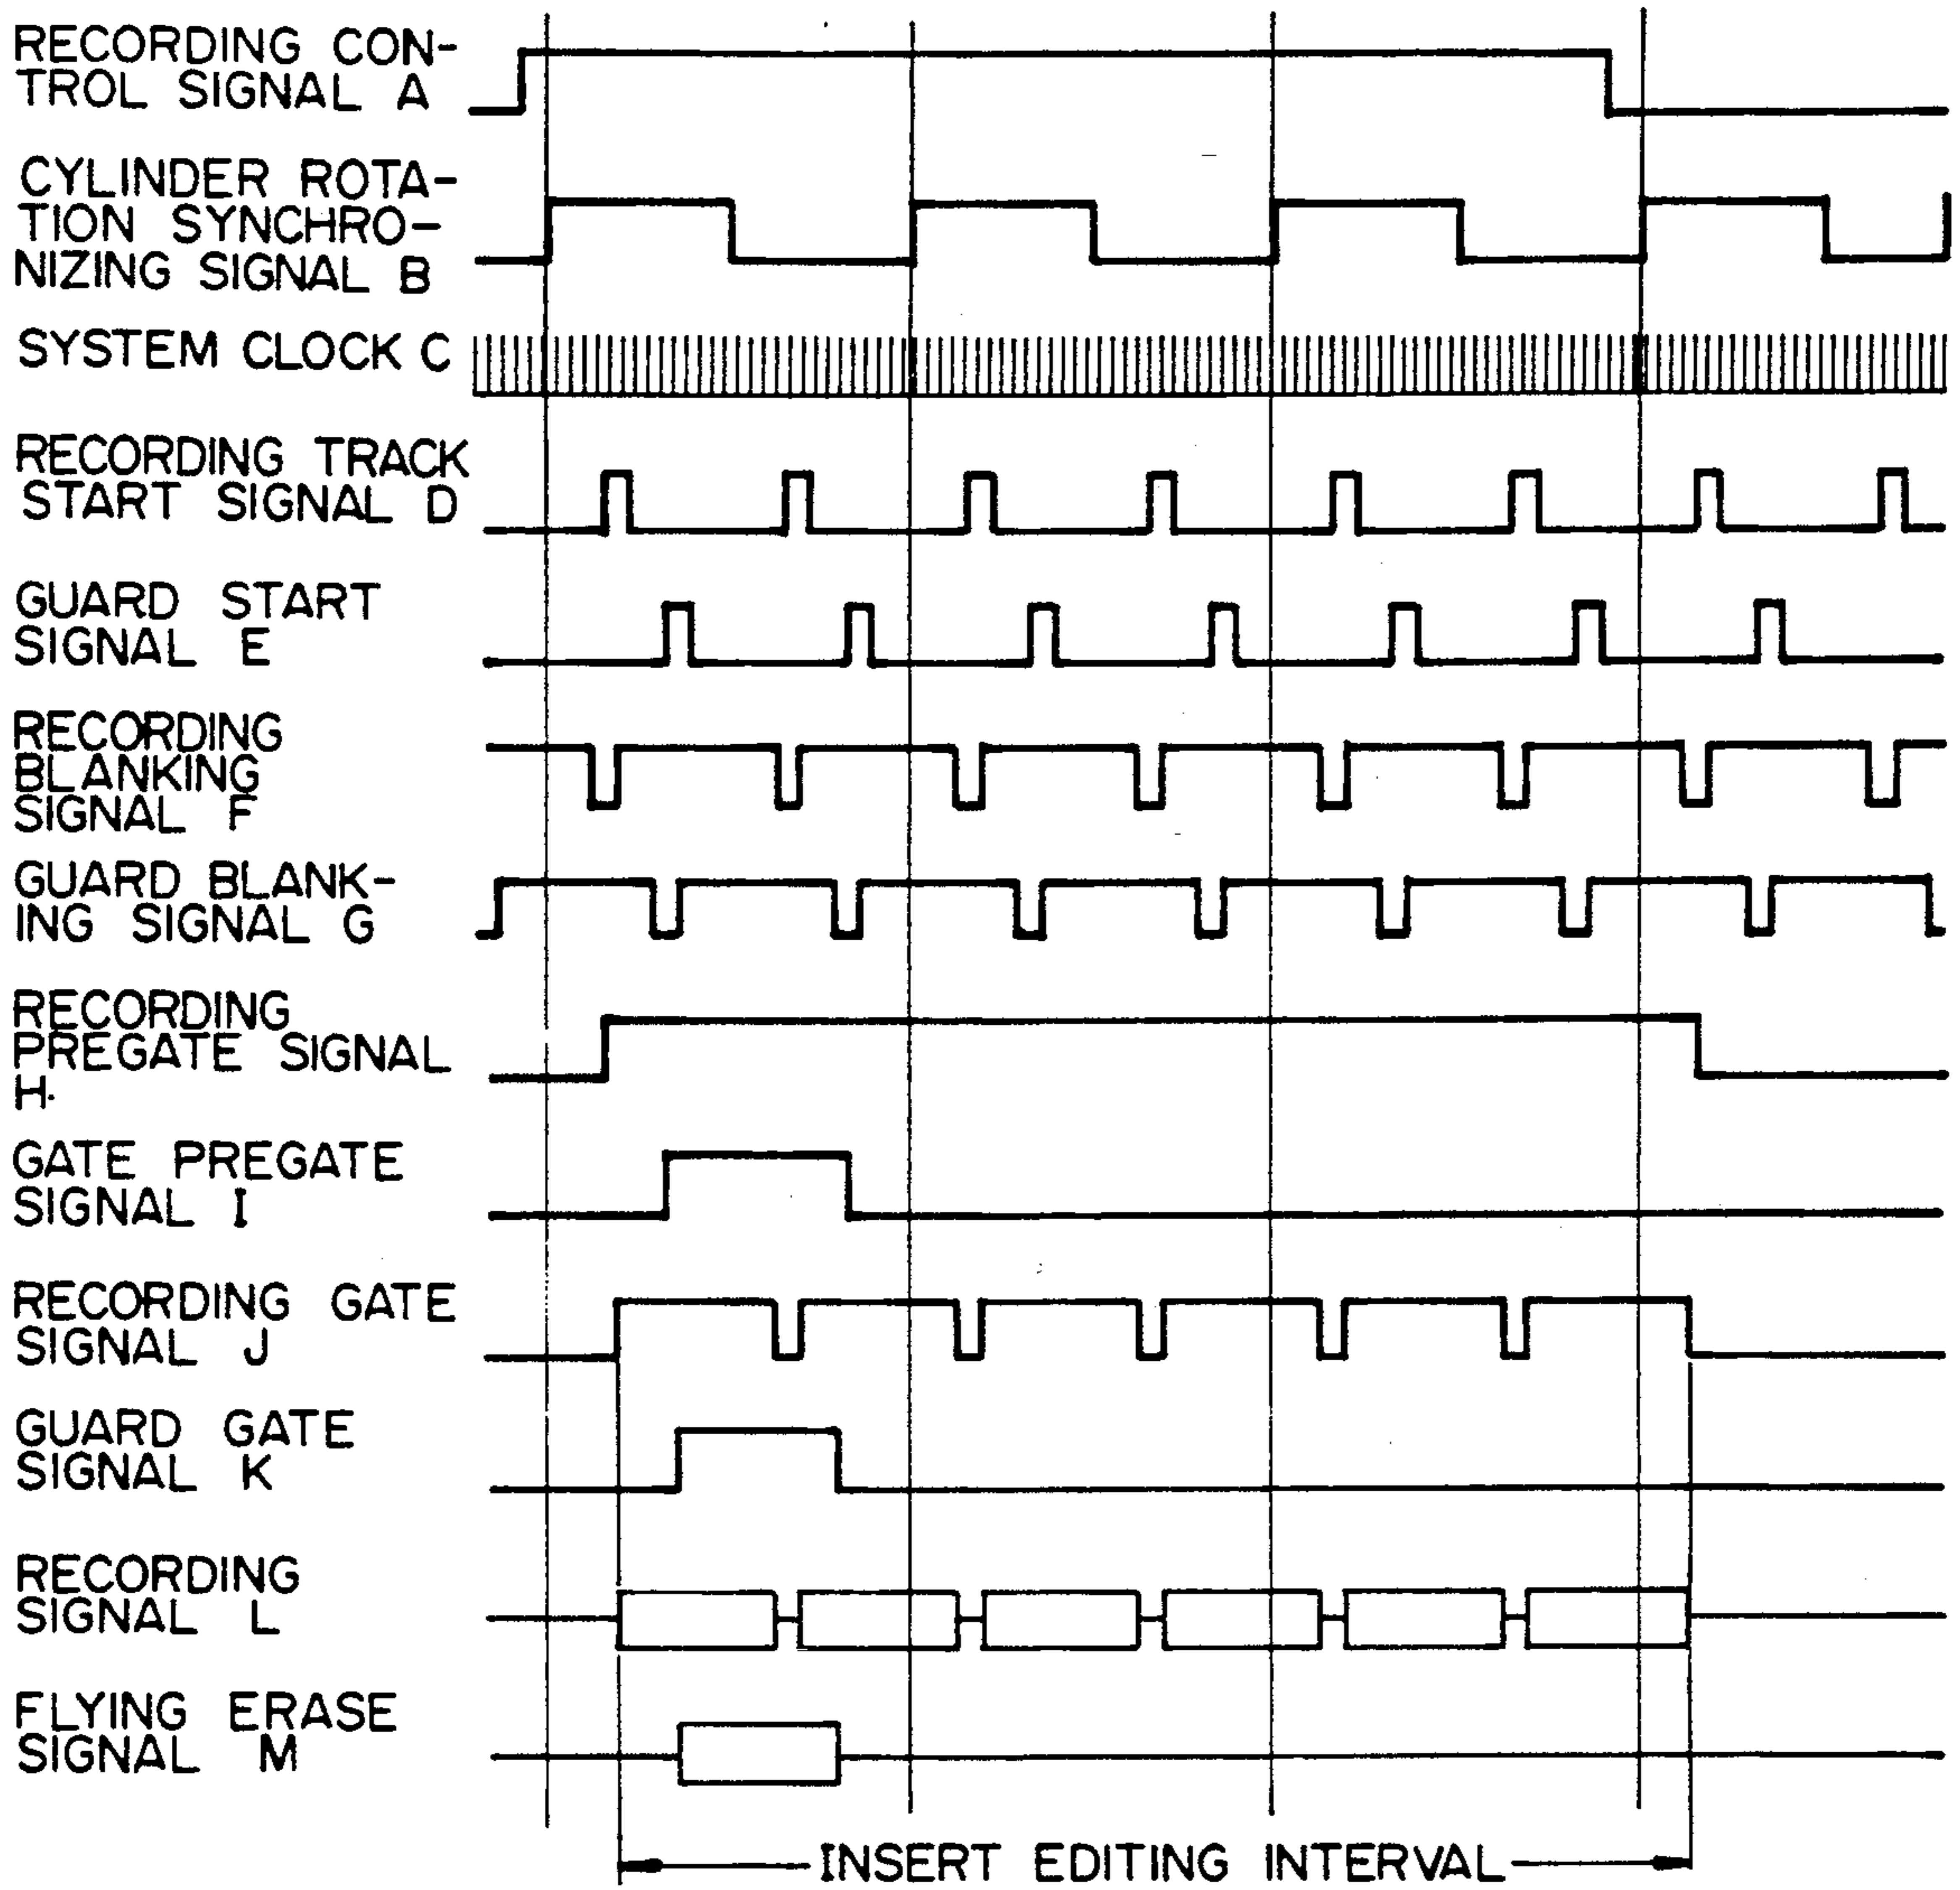 RECORDING CON-
TROL SIGNAL A
CYLINDER ROTA-
TION SYNCHRO-
NIZING SIGNAL B
SYSTEM CLOCK C
RECORDING TRACK
START SIGNAL D
GUARD START
SIGNAL E
RECORDING
BLANKING
SIGNAL F
GUARD BLANK-
ING SIGNAL G
RECORDING
PREGATE SIGNAL
H
GATE PREGATE
SIGNAL I
RECORDING GATE
SIGNAL J
GUARD GATE
SIGNAL K
RECORDING
SIGNAL L
FLYING ERASE
SIGNAL M
INSERT EDITING INTERVAL